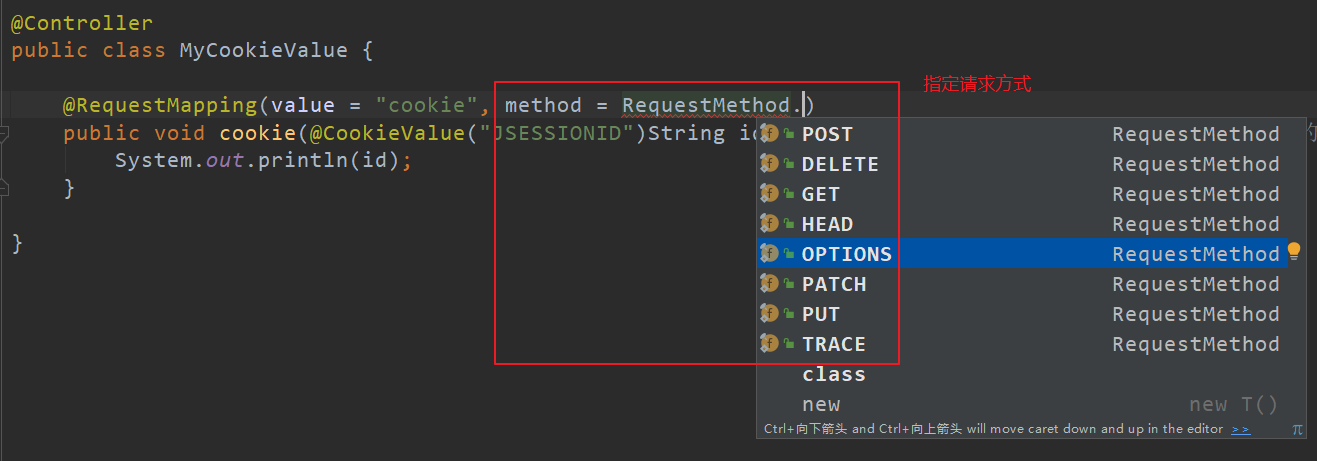 @Controller
public class MyCookieValue {
@RequestMapping(value = "cookie", method = RequestMethod.)
指定请求方式
public void cookie(@CookieValue("JSESSIONID")String
System.out.println(id);
}
}
POST RequestMethod
DELETE RequestMethod
GET RequestMethod
HEAD RequestMethod
OPTIONS RequestMethod
PATCH RequestMethod
PUT RequestMethod
TRACE RequestMethod
class
new new T()
Ctrl+向下箭头 and Ctrl+向上箭头 will move caret down and up in the editor >> π